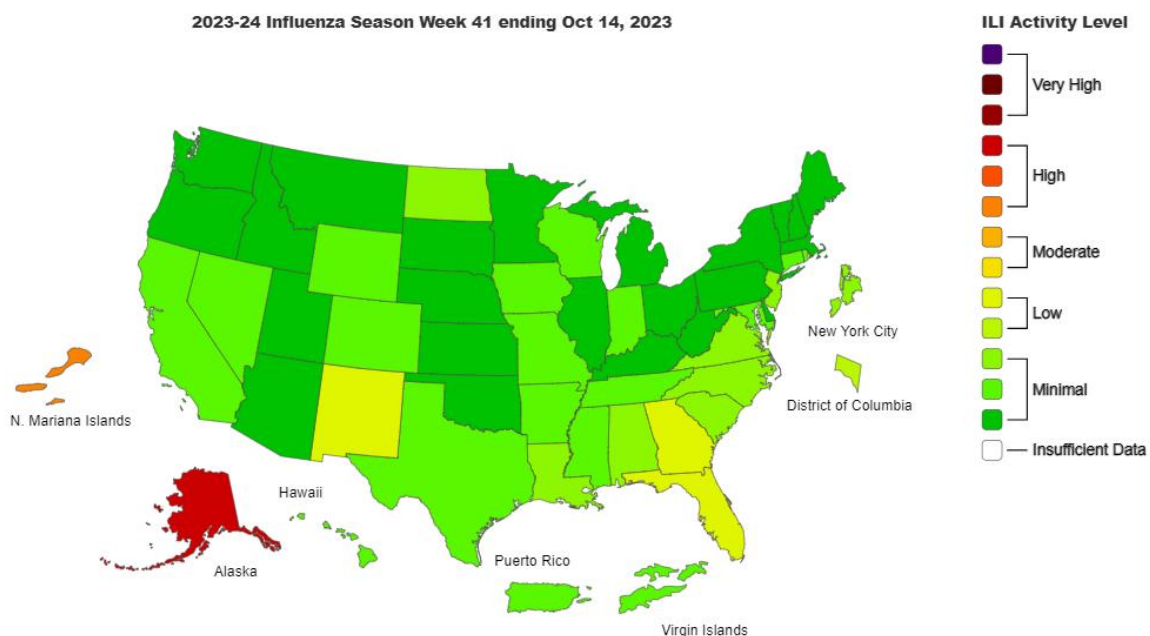 2023-24 Influenza Season Week 41 ending Oct 14, 2023
ILI Activity Level
Very High
High
Moderate
Low
Minimal
Insufficient Data
New York City
District of Columbia
N. Mariana Islands
Hawaii
Alaska
Puerto Rico
Virgin Islands